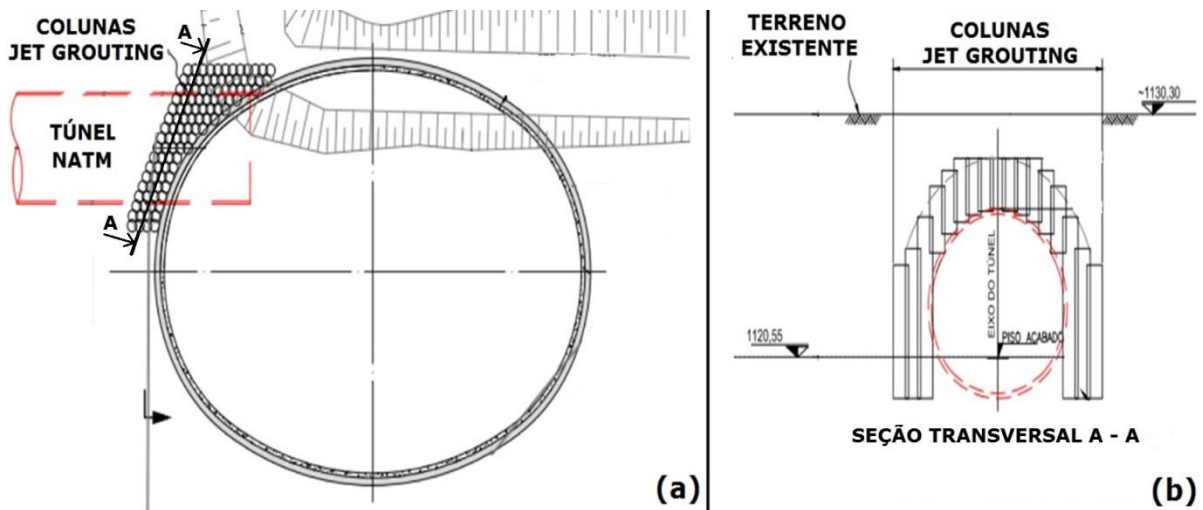 COLUNAS
JET GROUTING
A
TÚNEL
NATM
A
(a)
TERRENO
EXISTENTE
COLUNAS
JET GROUTING
~1130,30
EIXO DO TÚNEL
1120,55
PISO ACABADO
SEÇÃO TRANSVERSAL A - A
(b)